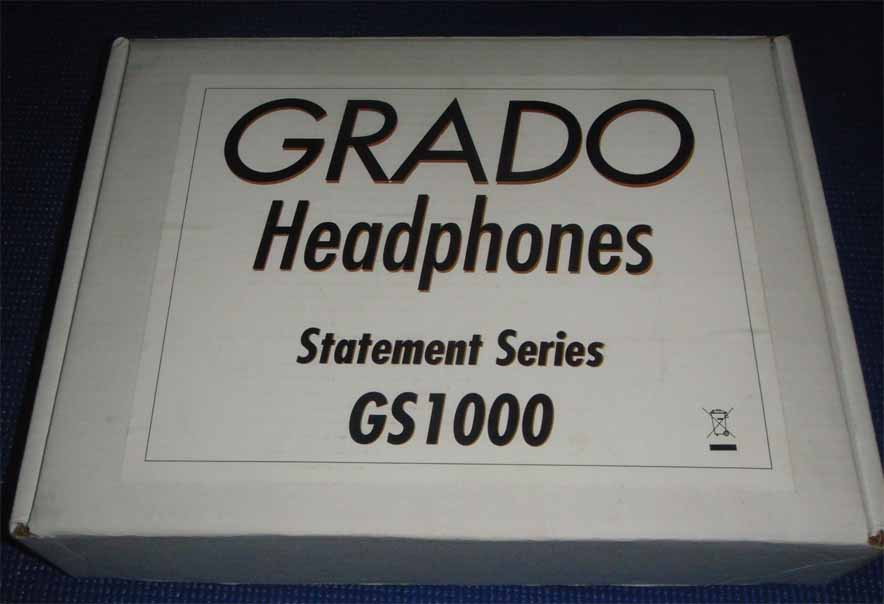 GRADO
Headphones
Statement Series
GS1000